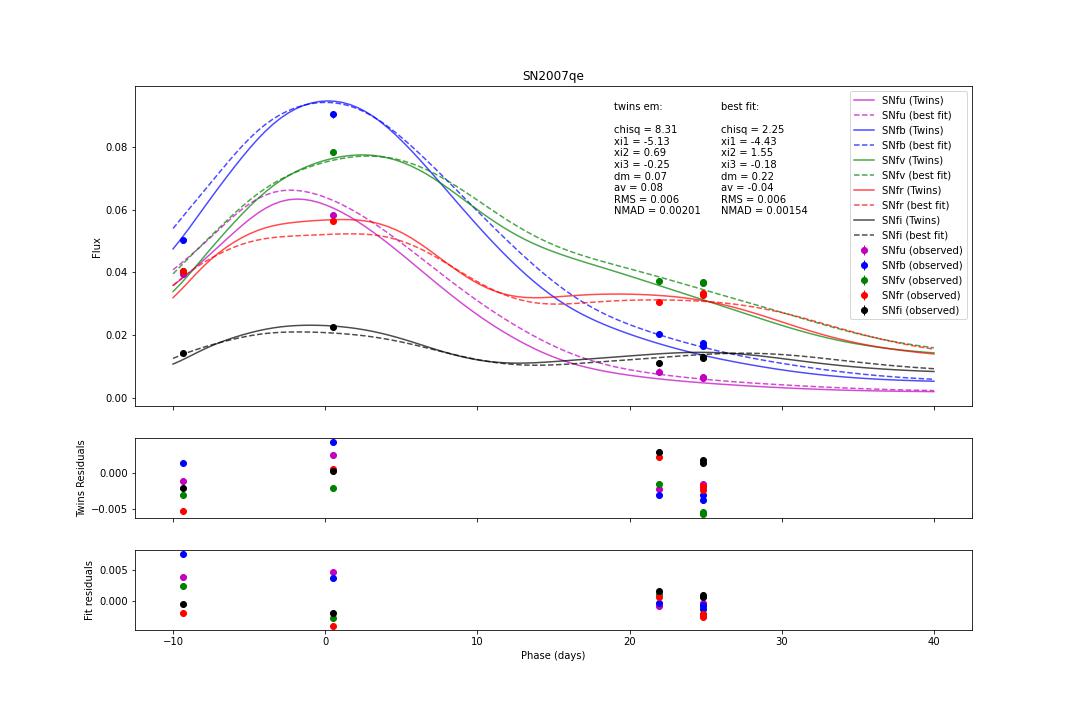 SN2007qe
Flux
0.08
0.06
0.04
0.02
0.00
twins em:
chisq = 8.31
xi1 = -5.13
xi2 = 0.69
xi3 = -0.25
dm = 0.07
av = 0.08
RMS = 0.006
NMAD = 0.00201
best fit:
chisq = 2.25
xi1 = -4.43
xi2 = 1.55
xi3 = -0.18
dm = 0.22
av = -0.04
RMS = 0.006
NMAD = 0.00154
SNfu (Twins)
SNfu (best fit)
SNfb (Twins)
SNfb (best fit)
SNfv (Twins)
SNfv (best fit)
SNfr (Twins)
SNfr (best fit)
SNfi (Twins)
SNfi (best fit)
SNfu (observed)
SNfb (observed)
SNfv (observed)
SNfr (observed)
SNfi (observed)
Twins Residuals
0.000
−0.005
Fit residuals
0.005
0.000
−10 0 10 20 30 40
Phase (days)